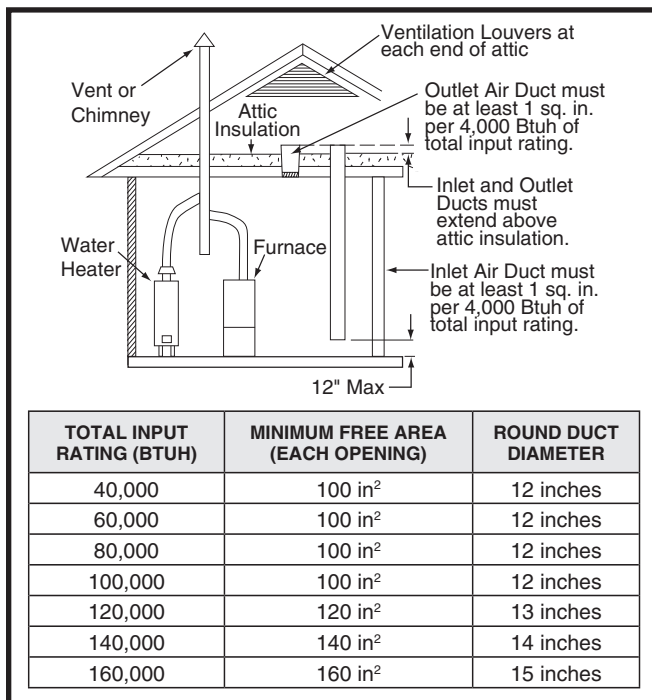 Ventilation Louvers at
each end of attic
Vent or
Chimney
Attic
Insulation
Outlet Air Duct must
be at least 1 sq. in.
per 4,000 Btuh of
total input rating.
Inlet and Outlet
Ducts must
extend above
attic insulation.
Water
Heater
Furnace
Inlet Air Duct must
be at least 1 sq. in.
per 4,000 Btuh of
total input rating.
12" Max
TOTAL INPUT
RATING (BTUH)
MINIMUM FREE AREA
(EACH OPENING)
ROUND DUCT
DIAMETER
40,000 100 in² 12 inches
60,000 100 in² 12 inches
80,000 100 in² 12 inches
100,000 100 in² 12 inches
120,000 120 in² 13 inches
140,000 140 in² 14 inches
160,000 160 in² 15 inches